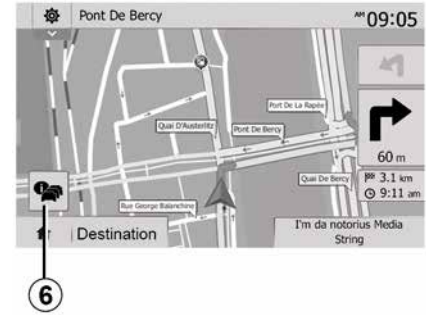 Pont De Bercy
AM 09:05
Port De La Rapée
Quai D'Austerlitz
Pont De Bercy
60 m
Quai De Bercy
3.1 km
9:11 am
Rue George Balanchine
Destination
I'm da notorius Media
String
6